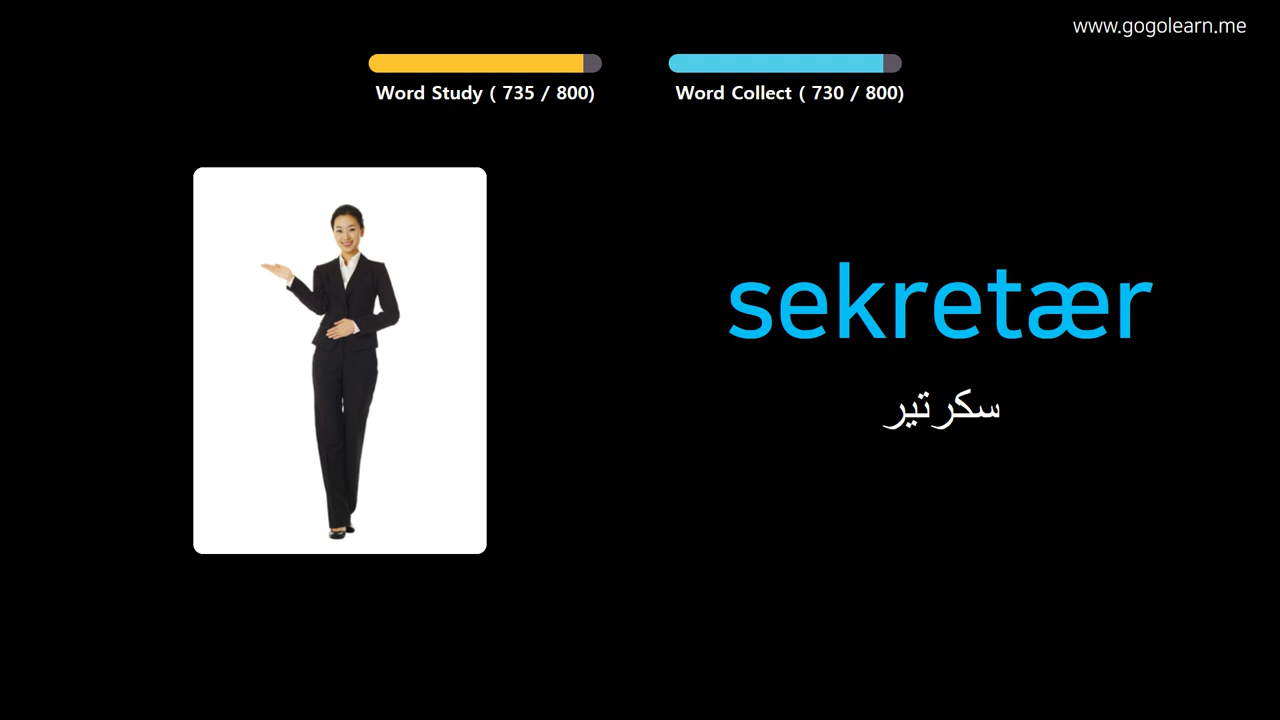 www.gogolearn.me
Word Study ( 735 / 800)
Word Collect ( 730 / 800)
sekretær
سکرتیر